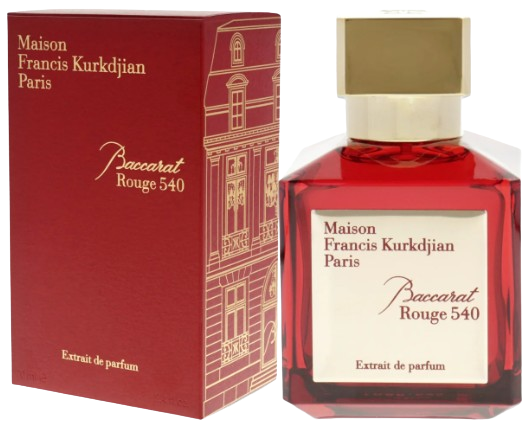 Maison
Francis Kurkdjian
Paris
Baccarat
Rouge 540
Extrait de parfum
Maison
Francis Kurkdjian
Paris
Baccarat
Rouge 540
Extrait de parfum